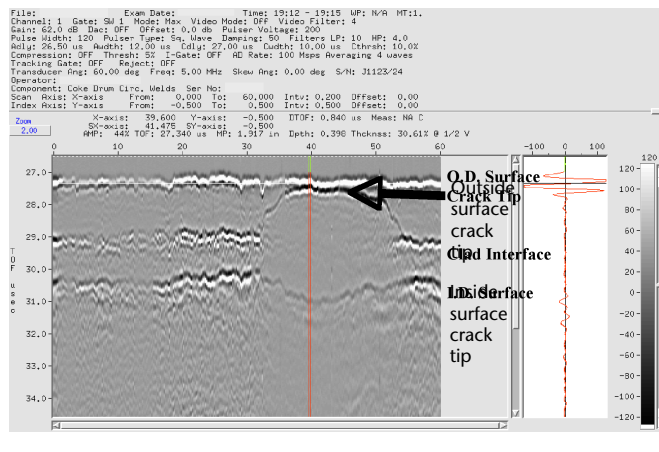 File: Exam Date: Time: 19:12 - 19:15 WP: N/A MT:1.
Channel: 1 Gate: SW 1 Mode: Max Video Mode: Off Video Filter: 4
Gain: 62.0 dB Dac: OFF Offset: 0.0 db Pulser Voltage: 200
Pulse Width: 120 Pulser Type: Sq. Wave Damping: 50 Filters LP: 10 HP: 4.0
Adly: 26.50 us Awdth: 12.00 us Cdly: 27.00 us Cwdth: 10.00 us Cthrsh: 10.0%
Compression: OFF Thresh: 5% I-Gate: OFF AD Rate: 100 Msps Averaging 4 waves
Tracking Gate: OFF Reject: OFF
Transducer Ang: 60.00 deg Freq: 5.00 MHz Skew Ang: 0.00 deg S/N: J1123/24
Operator:
Component: Coke Drum Circ. Welds Ser No:
Scan Axis: X-axis From: 0.000 To: 60.000 Intv: 0.200 Offset: 0.00
Index Axis: Y-axis From: -0.500 To: 0.500 Intv: 0.500 Offset: 0.00
Zoom
2.00
X-axis: 39.600 Y-axis: -0.500 DTOF: 0.840 us Meas: NA C
SX-axis: 41.475 SY-axis: -0.500
AMP: 44% TOF: 27.340 us MP: 1.917 in Dpth: 0.398 Thcknss: 30.61% @ 1/2 V
0 10 20 30 40 50 60
-100 0 100
120
27.0
28.0
29.0
30.0
31.0
32.0
33.0
34.0
TOF usec
O.D. Surface
Crack Tip
Outside
surface
crack
tip
Clad Interface
I.D. Surface
Inside
surface
crack
tip
120
100
80
60
40
20
0
-20
-40
-60
-80
-100
-120